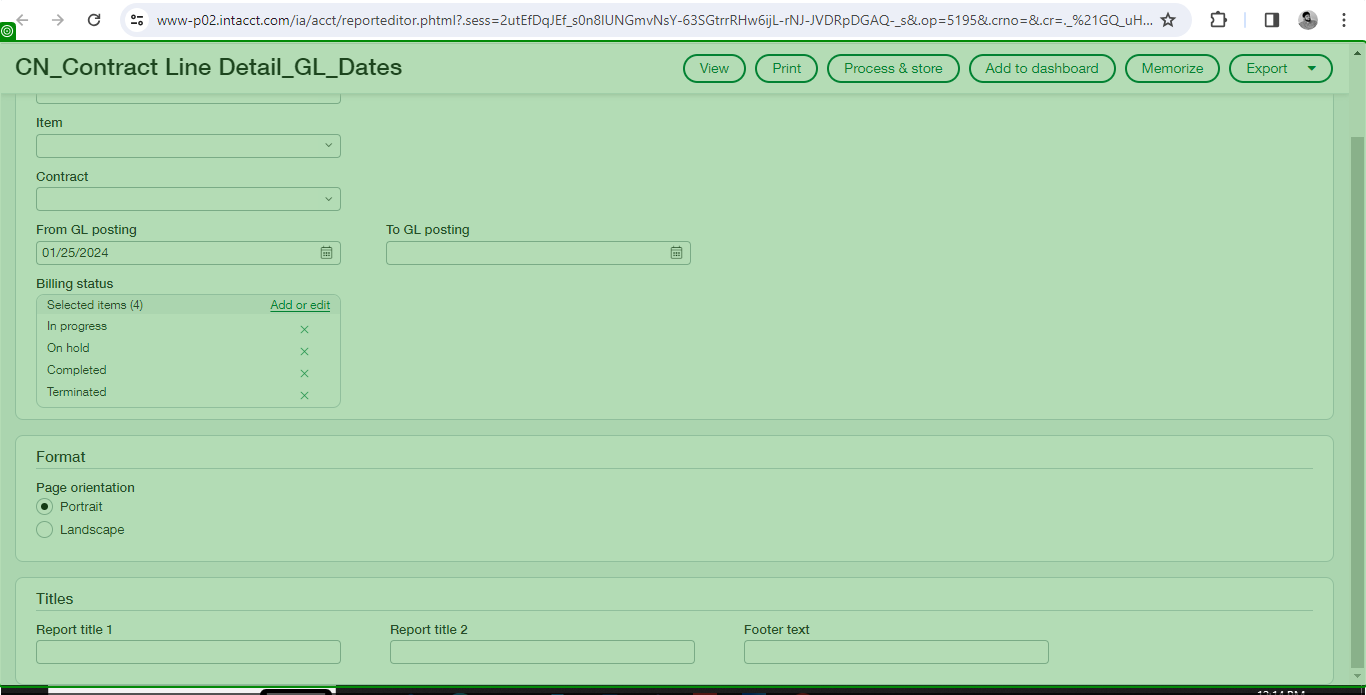 www-p02.intacct.com/ia/acct/reporteditor.phtml?.sess=2utEfDqJEf_s0n8IUNGmvNsY-63SGtrrRHw6ijL-rNJ-JVDRpDGAQ-_s&.op=5195&.crno=&.cr=._%21GQ_uH...
CN_Contract Line Detail_GL_Dates
View Print Process & store Add to dashboard Memorize Export
Item
Contract
From GL posting To GL posting
01/25/2024
Billing status
Selected items (4) Add or edit
In progress
On hold
Completed
Terminated
Format
Page orientation
Portrait
Landscape
Titles
Report title 1 Report title 2 Footer text